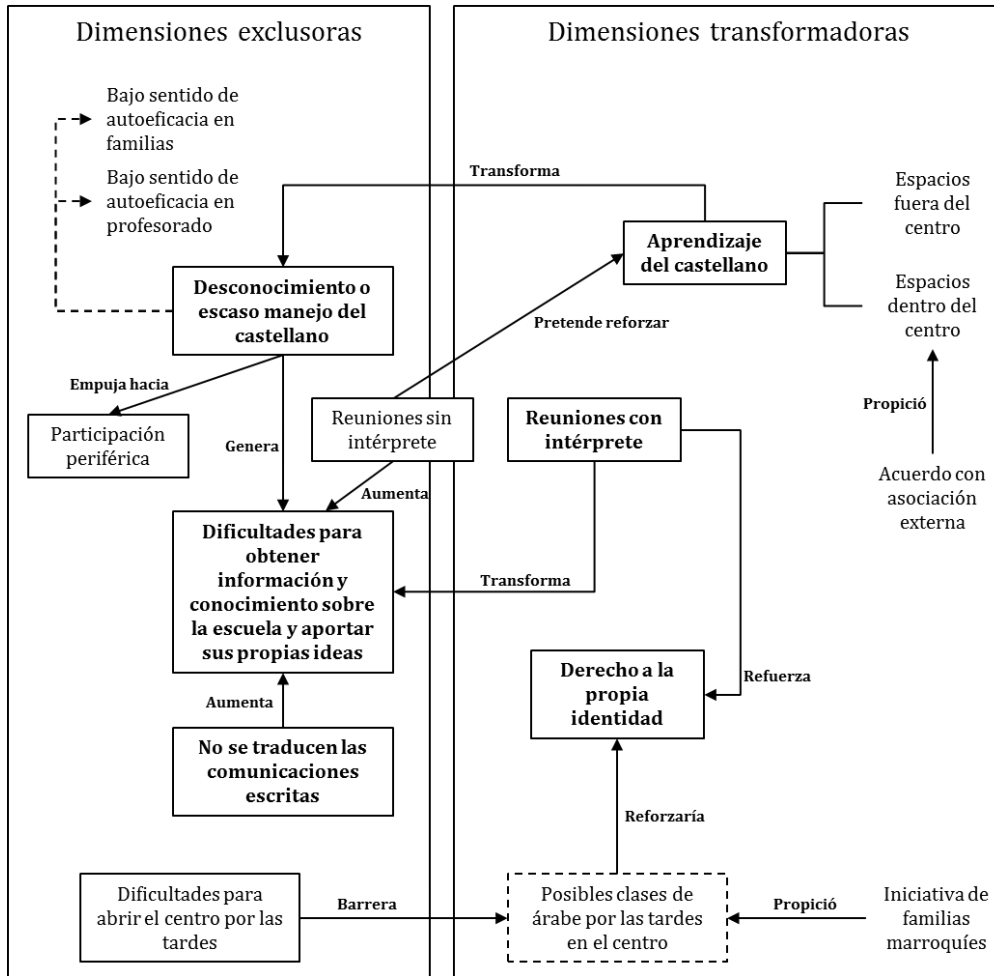 Dimensiones exclusoras
Dimensiones transformadoras
Bajo sentido de
autoeficacia en
familias
Bajo sentido de
autoeficacia en
profesorado
Transforma
Espacios
fuera del
centro
Aprendizaje
del castellano
Espacios
dentro del
centro
Desconocimiento o
escaso manejo del
castellano
Pretende reforzar
Empuja hacia
Propició
Participación
periférica
Genera
Reuniones sin
intérprete
Reuniones con
intérprete
Acuerdo con
asociación
externa
Aumenta
Dificultades para
obtener
información y
conocimiento sobre
la escuela y aportar
sus propias ideas
Transforma
Derecho a la
propia
identidad
Refuerza
Aumenta
No se traducen las
comunicaciones
escritas
Reforzaría
Dificultades para
abrir el centro por las
tardes
Barrera
Posibles clases de
árabe por las tardes
en el centro
Propició
Iniciativa de
familias
marroquíes